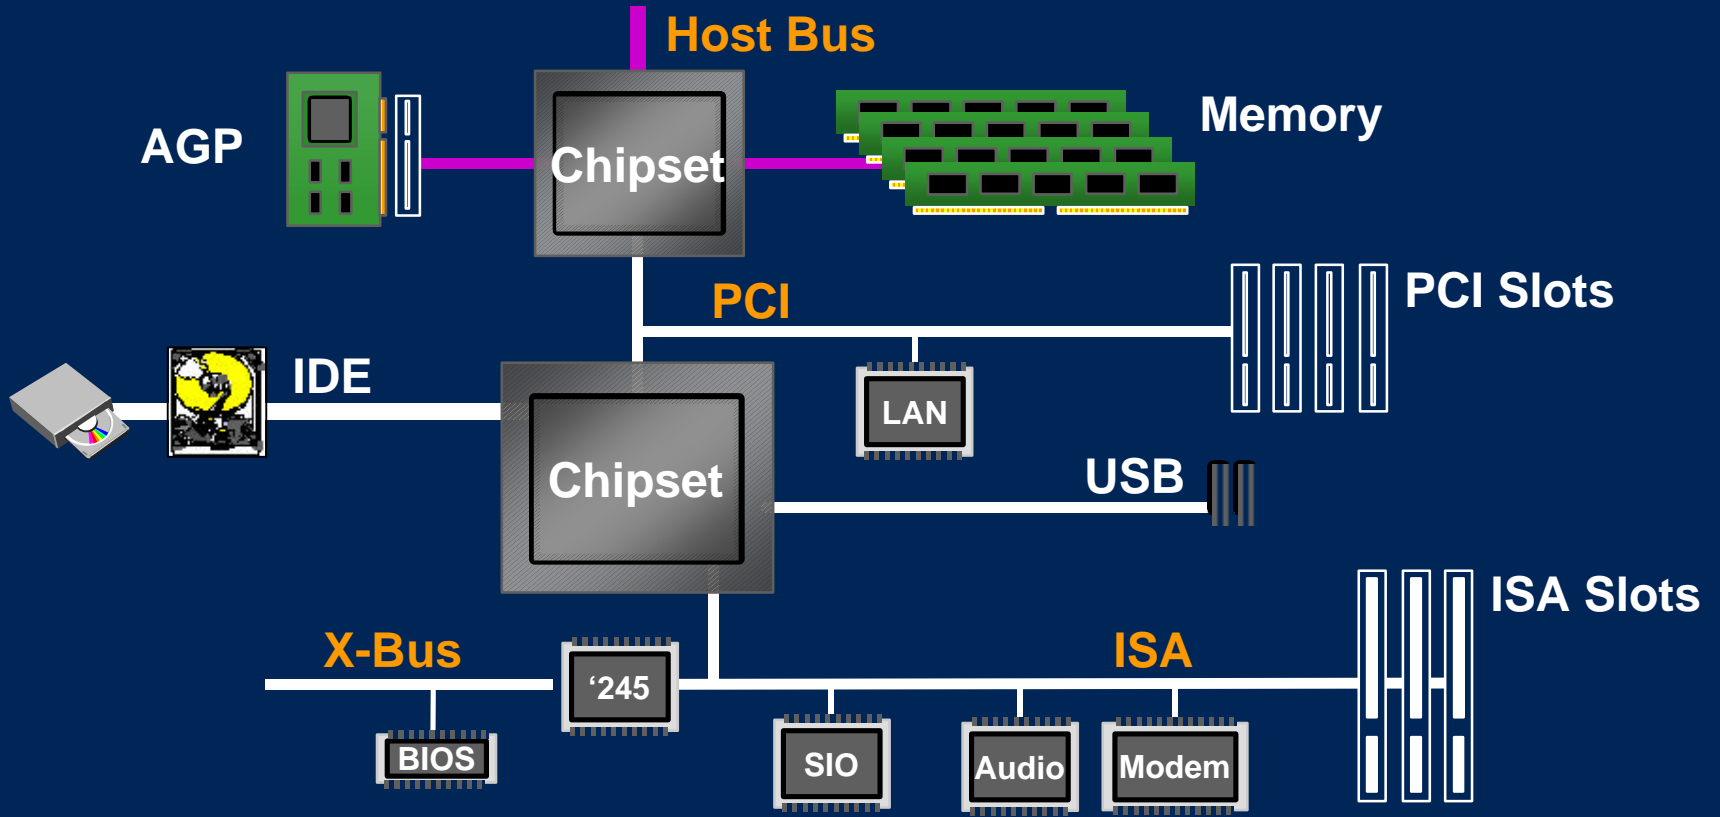 Host Bus
AGP
Chipset
Memory
PCI
PCI Slots
IDE
LAN
Chipset
USB
ISA Slots
X-Bus
‘245
ISA
BIOS
SIO
Audio
Modem